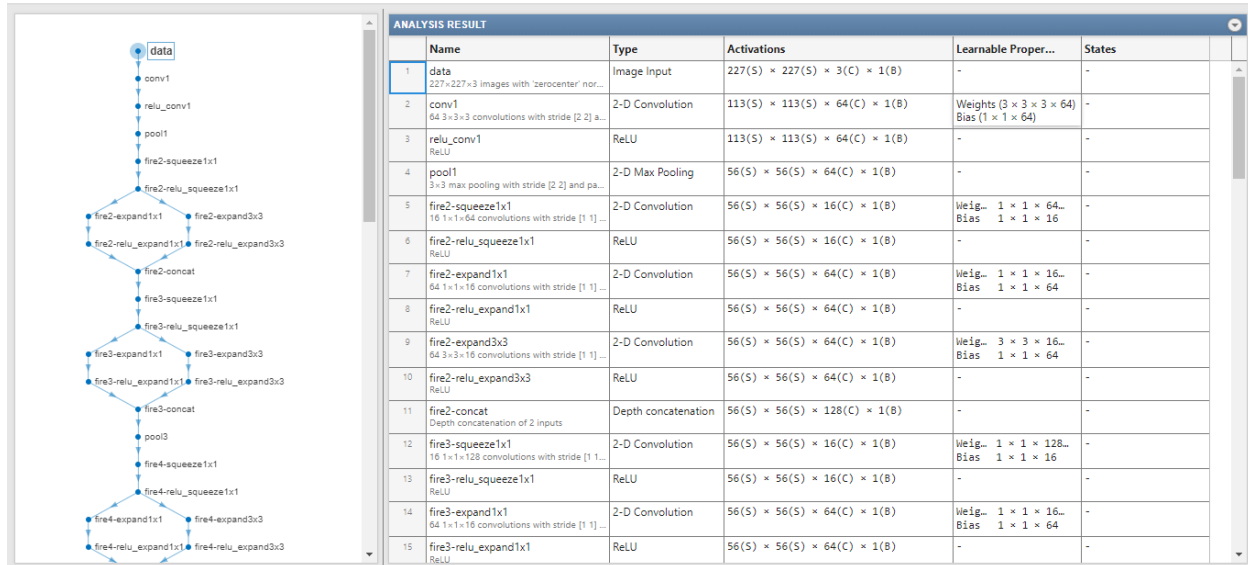 data
conv1
relu_conv1
pool1
fire2-squeeze1x1
fire2-relu_squeeze1x1
fire2-expand1x1 fire2-expand3x3
fire2-relu_expand1x1 fire2-relu_expand3x3
fire2-concat
fire3-squeeze1x1
fire3-relu_squeeze1x1
fire3-expand1x1 fire3-expand3x3
fire3-relu_expand1x1 fire3-relu_expand3x3
fire3-concat
pool3
fire4-squeeze1x1
fire4-relu_squeeze1x1
fire4-expand1x1 fire4-expand3x3
fire4-relu_expand1x1 fire4-relu_expand3x3
ANALYSIS RESULT
Name Type Activations Learnable Proper... States
1 data Image Input 227(S) × 227(S) × 3(C) × 1(B) - -
227×227×3 images with 'zerocenter' nor...
2 conv1 2-D Convolution 113(S) × 113(S) × 64(C) × 1(B) Weights (3 × 3 × 3 × 64) -
64 3×3×3 convolutions with stride [2 2] a... Bias (1 × 1 × 64)
3 relu_conv1 ReLU 113(S) × 113(S) × 64(C) × 1(B) - -
ReLU
4 pool1 2-D Max Pooling 56(S) × 56(S) × 64(C) × 1(B) - -
3×3 max pooling with stride [2 2] and pa...
5 fire2-squeeze1x1 2-D Convolution 56(S) × 56(S) × 16(C) × 1(B) Weig… 1 × 1 × 64… -
16 1×1×64 convolutions with stride [1 1] ... Bias 1 × 1 × 16
6 fire2-relu_squeeze1x1 ReLU 56(S) × 56(S) × 16(C) × 1(B) - -
ReLU
7 fire2-expand1x1 2-D Convolution 56(S) × 56(S) × 64(C) × 1(B) Weig… 1 × 1 × 16… -
64 1×1×16 convolutions with stride [1 1] ... Bias 1 × 1 × 64
8 fire2-relu_expand1x1 ReLU 56(S) × 56(S) × 64(C) × 1(B) - -
ReLU
9 fire2-expand3x3 2-D Convolution 56(S) × 56(S) × 64(C) × 1(B) Weig… 3 × 3 × 16… -
64 3×3×16 convolutions with stride [1 1] ... Bias 1 × 1 × 64
10 fire2-relu_expand3x3 ReLU 56(S) × 56(S) × 64(C) × 1(B) - -
ReLU
11 fire2-concat Depth concatenation 56(S) × 56(S) × 128(C) × 1(B) - -
Depth concatenation of 2 inputs
12 fire3-squeeze1x1 2-D Convolution 56(S) × 56(S) × 16(C) × 1(B) Weig… 1 × 1 × 128… -
16 1×1×128 convolutions with stride [1 1... Bias 1 × 1 × 16
13 fire3-relu_squeeze1x1 ReLU 56(S) × 56(S) × 16(C) × 1(B) - -
ReLU
14 fire3-expand1x1 2-D Convolution 56(S) × 56(S) × 64(C) × 1(B) Weig… 1 × 1 × 16… -
64 1×1×16 convolutions with stride [1 1] ... Bias 1 × 1 × 64
15 fire3-relu_expand1x1 ReLU 56(S) × 56(S) × 64(C) × 1(B) - -
ReLU